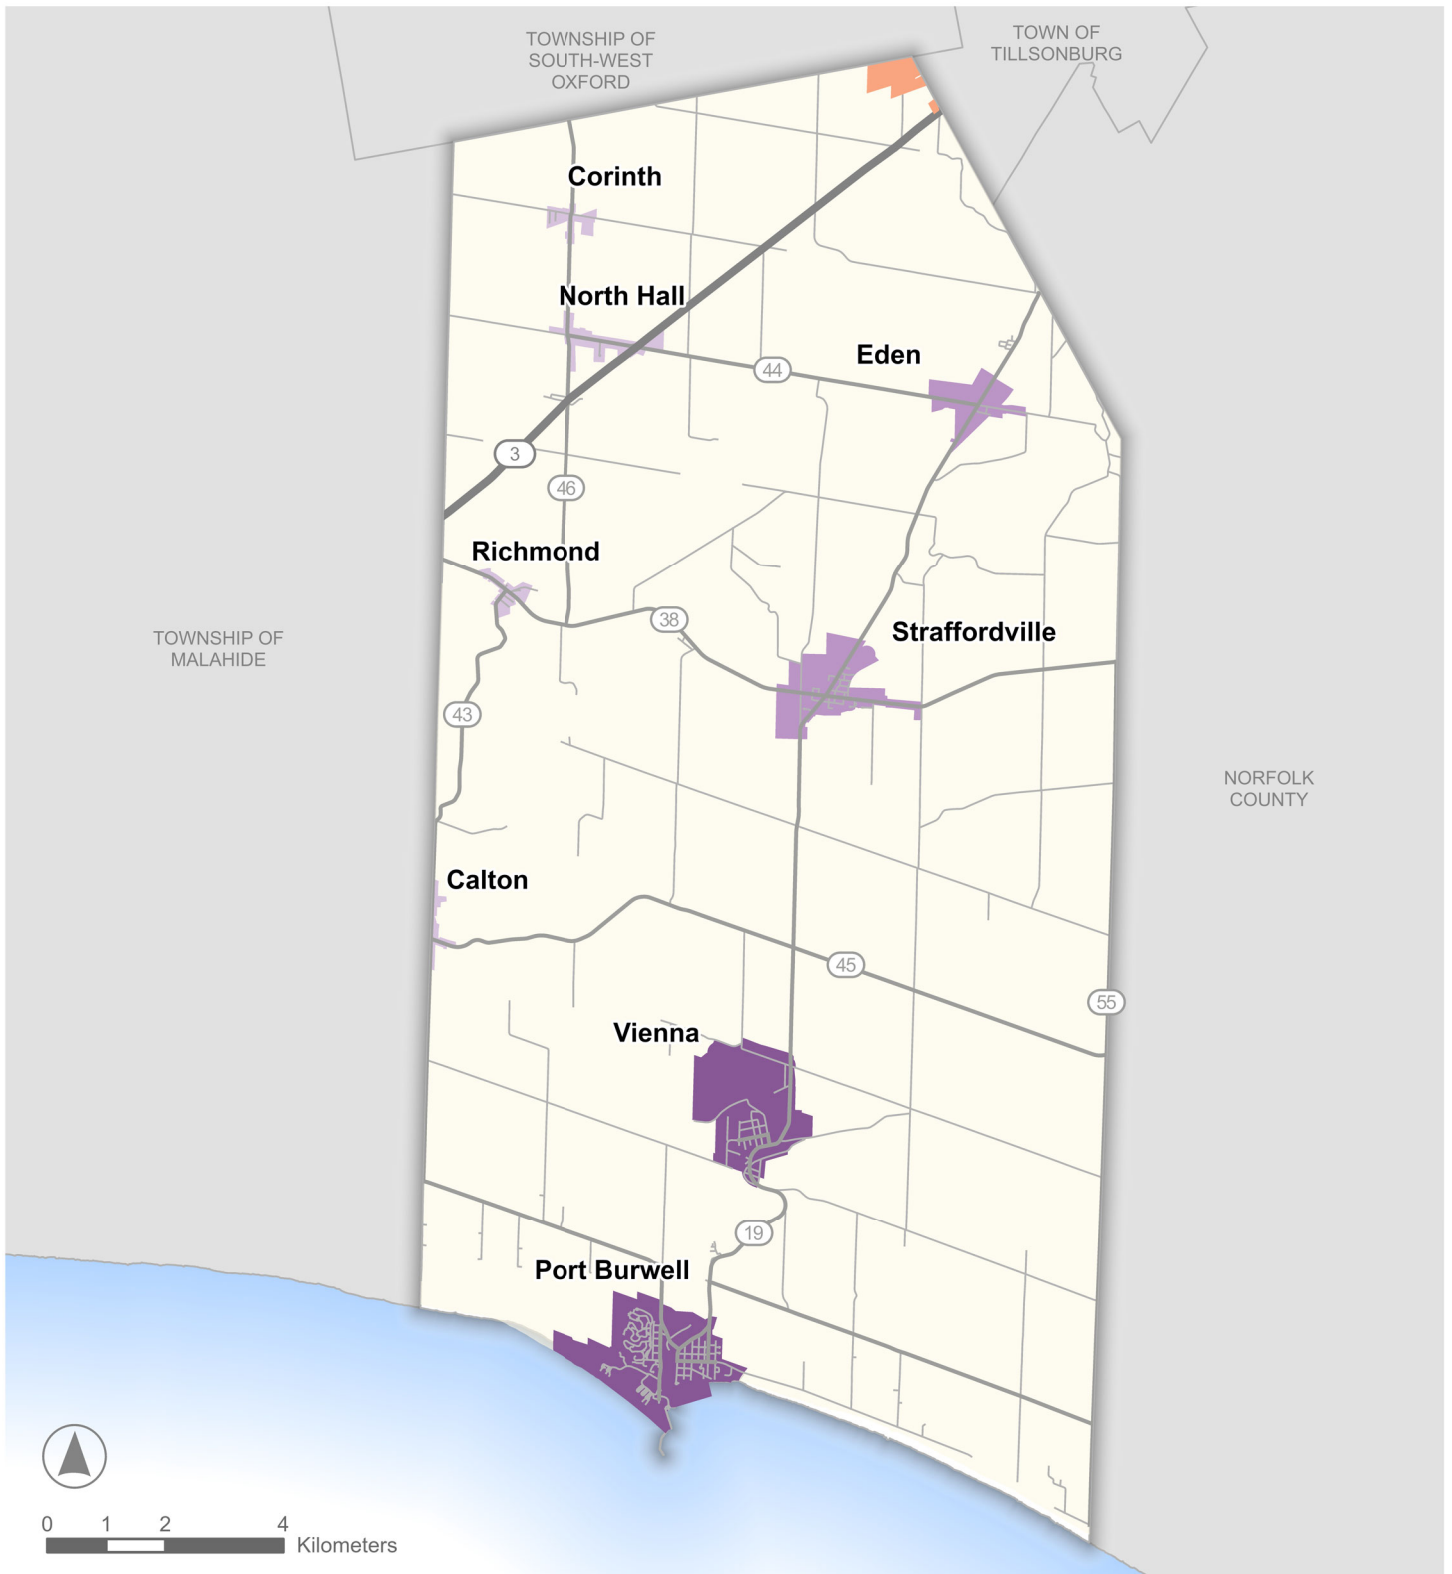 TOWNSHIP OF
SOUTH-WEST
OXFORD
TOWN OF
TILLSONBURG
Corinth
North Hall
Eden
44
3
46
Richmond
38
Straffordville
TOWNSHIP OF
MALAHIDE
43
NORFOLK
COUNTY
Calton
45
55
Vienna
19
Port Burwell
0 1 2 4
Kilometers